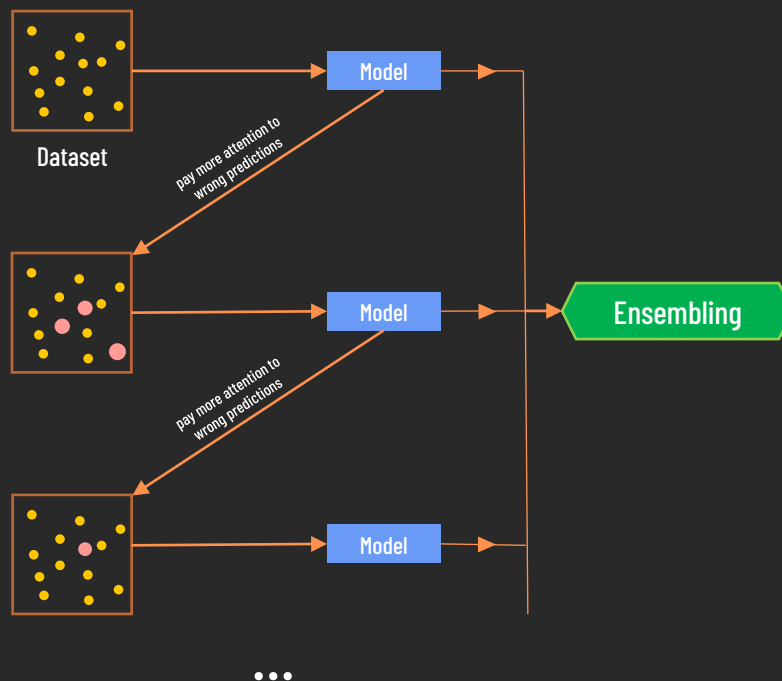 Model
Dataset
pay more attention to
wrong predictions
Model
Ensembling
pay more attention to
wrong predictions
Model
...